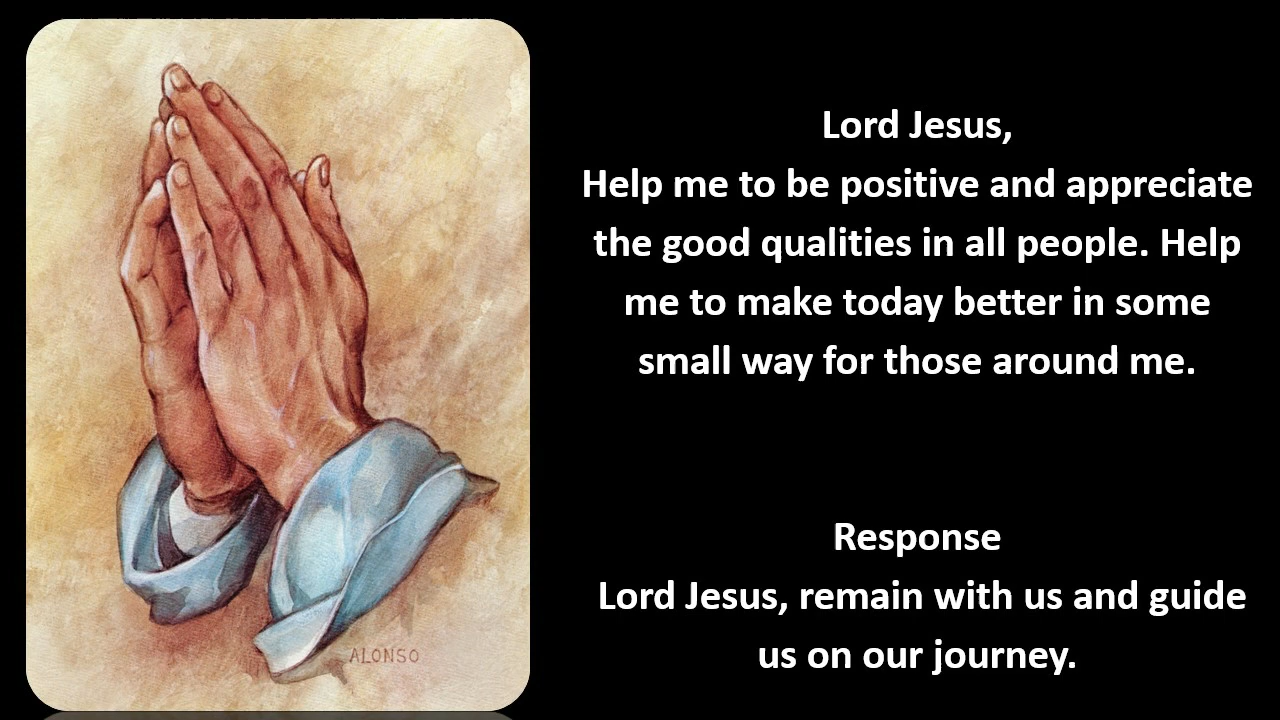 Lord Jesus,
Help me to be positive and appreciate
the good qualities in all people. Help
me to make today better in some
small way for those around me.
Response
Lord Jesus, remain with us and guide
us on our journey.
ALONSO